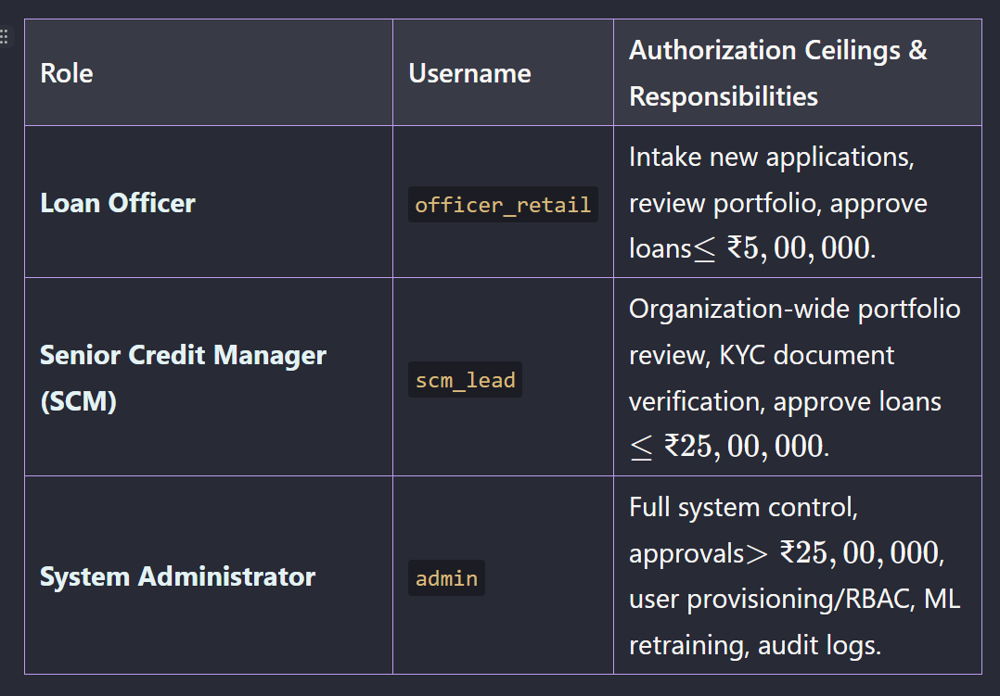 Role
Username
Authorization Ceilings &
Responsibilities
Loan Officer
officer_retail
Intake new applications,
review portfolio, approve
loans≤ ₹5, 00, 000.
Senior Credit Manager
(SCM)
scm_lead
Organization-wide portfolio
review, KYC document
verification, approve loans
≤ ₹25, 00, 000.
System Administrator
admin
Full system control,
approvals> ₹25, 00, 000,
user provisioning/RBAC, ML
retraining, audit logs.